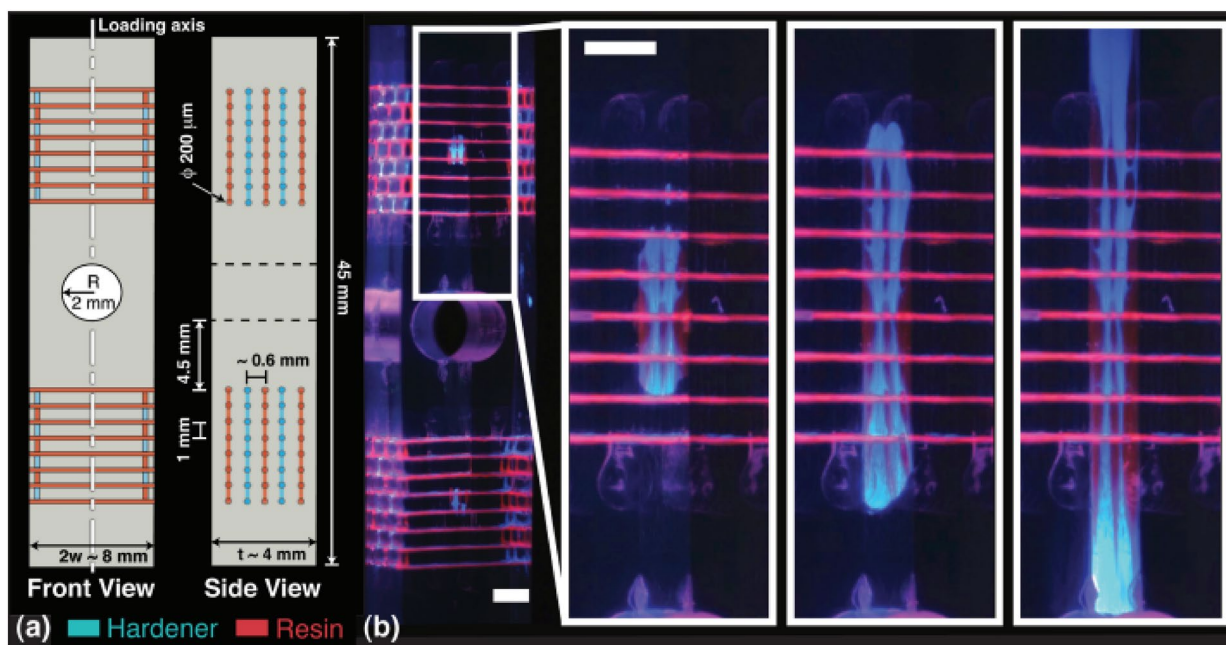 Loading axis
ϕ 200 μm
R
2 mm
4.5 mm
~ 0.6 mm
1 mm
45 mm
2w ~ 8 mm
t ~ 4 mm
Front View
Side View
(a)
Hardener
Resin
(b)